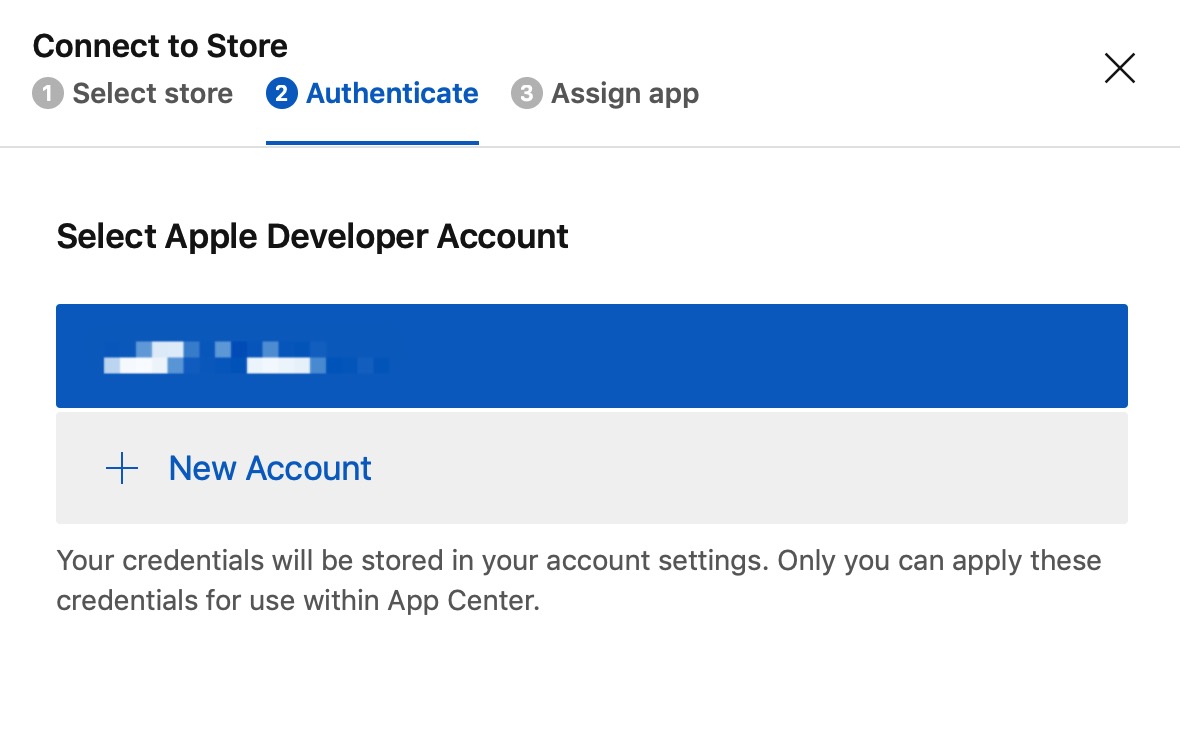 Connect to Store
1 Select store 2 Authenticate 3 Assign app
Select Apple Developer Account
New Account
Your credentials will be stored in your account settings. Only you can apply these
credentials for use within App Center.